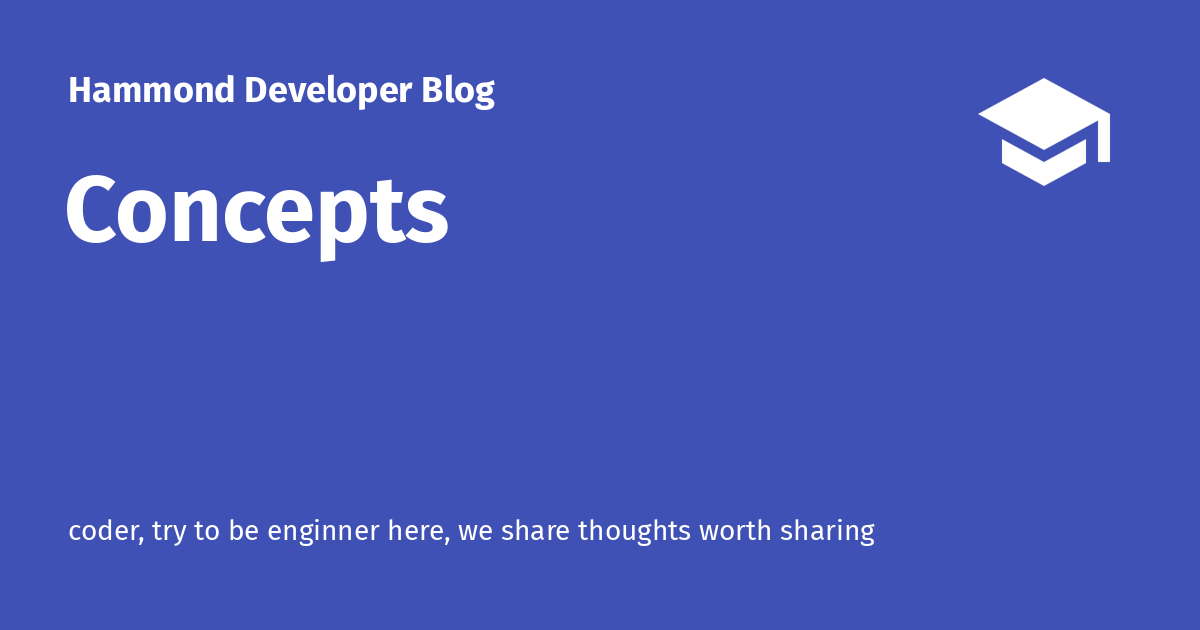 Hammond Developer Blog
Concepts
coder, try to be enginner here, we share thoughts worth sharing